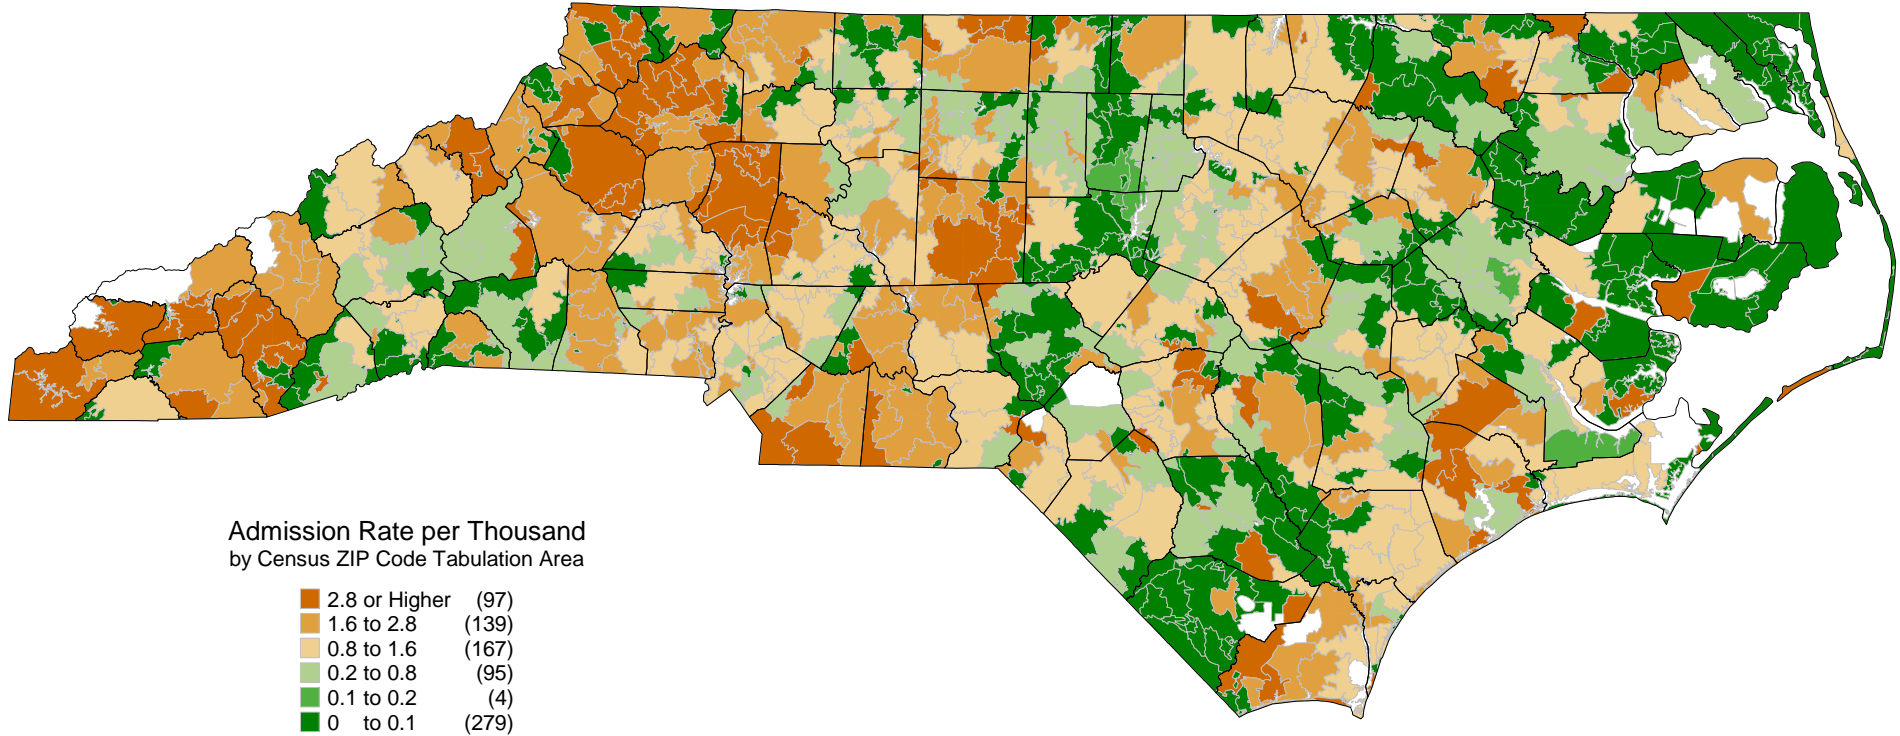 Admission Rate per Thousand
by Census ZIP Code Tabulation Area
2.8 or Higher (97)
1.6 to 2.8 (139)
0.8 to 1.6 (167)
0.2 to 0.8 (95)
0.1 to 0.2 (4)
0 to 0.1 (279)